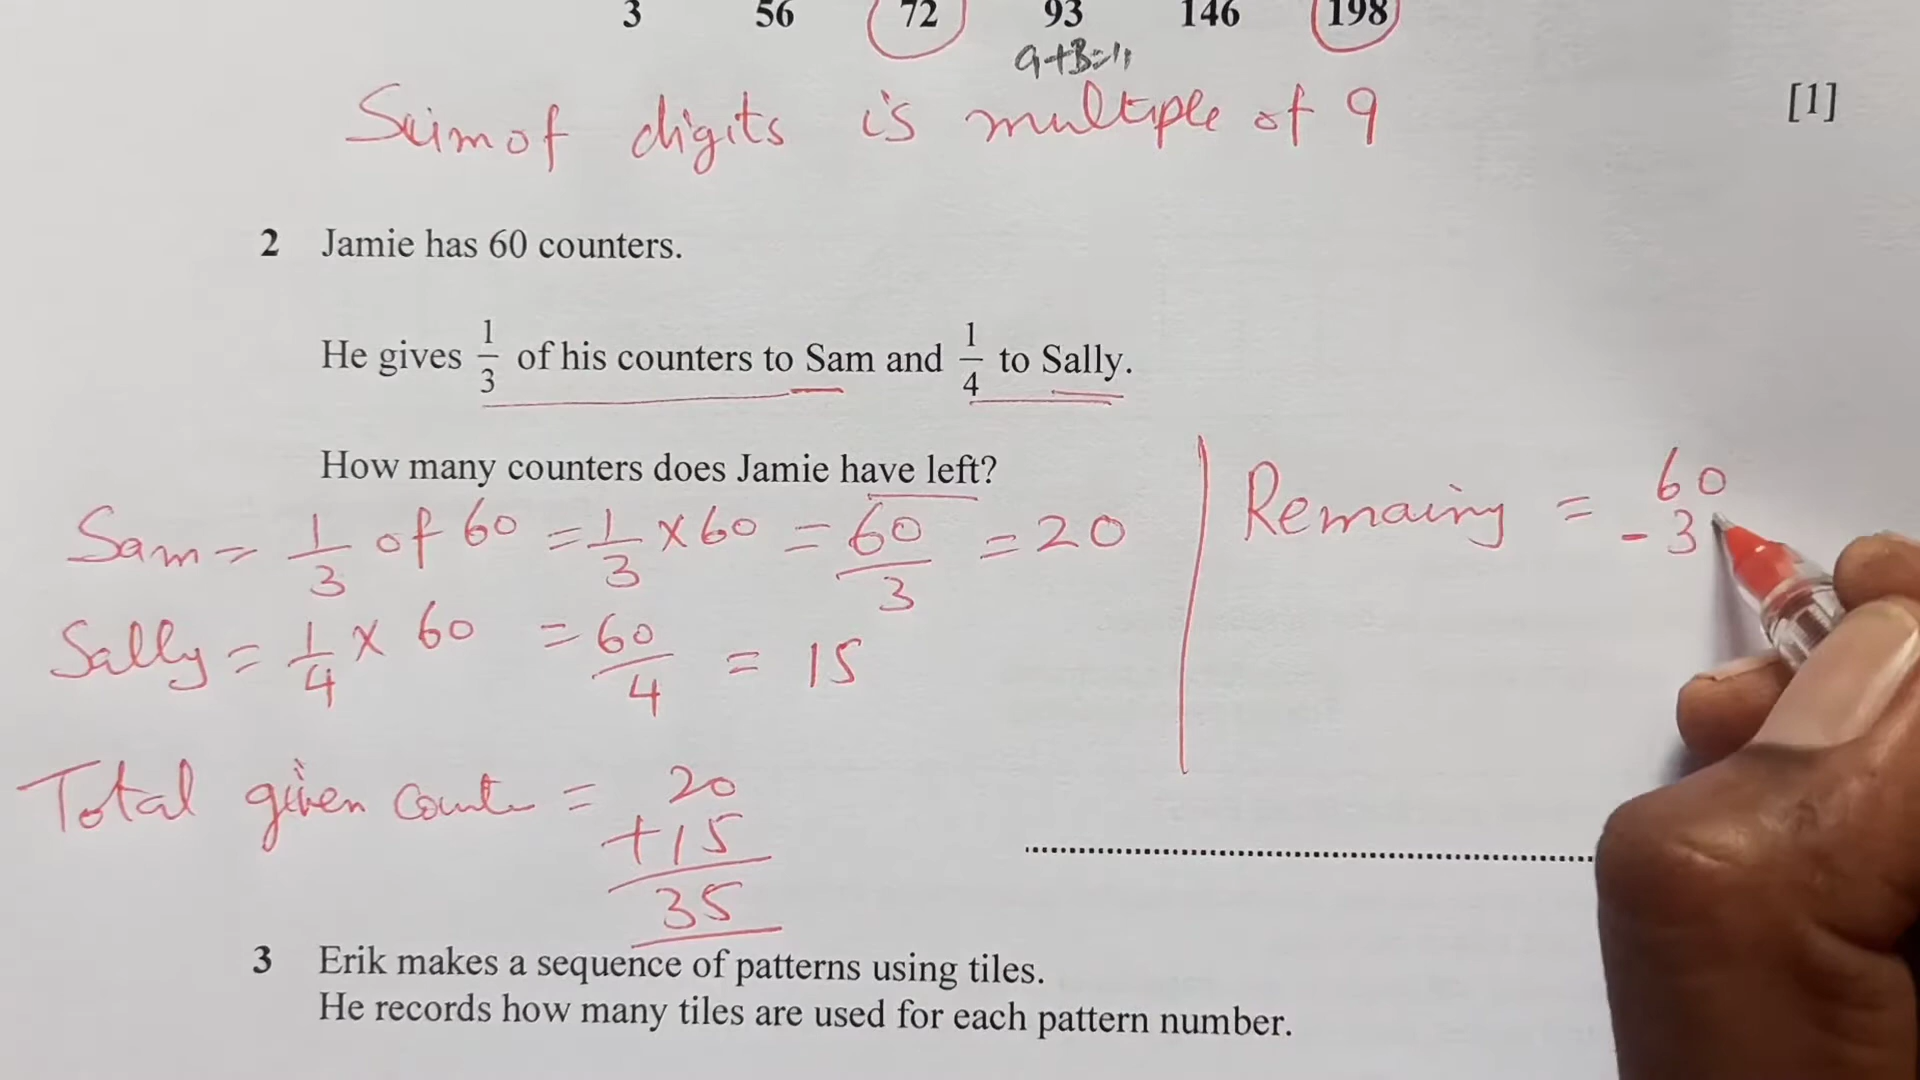 3 56 72 93 146 198
9+3=1
Sum of digits is multiple of 9
[1]
2 Jamie has 60 counters.
He gives 1/3 of his counters to Sam and 1/4 to Sally.
How many counters does Jamie have left?
Sam = 1/3 of 60 = 1/3 × 60 = 60/3 = 20
Sally = 1/4 × 60 = 60/4 = 15
Total given = 20
+15
35
Remaing = 60
- 3
3 Erik makes a sequence of patterns using tiles.
He records how many tiles are used for each pattern number.